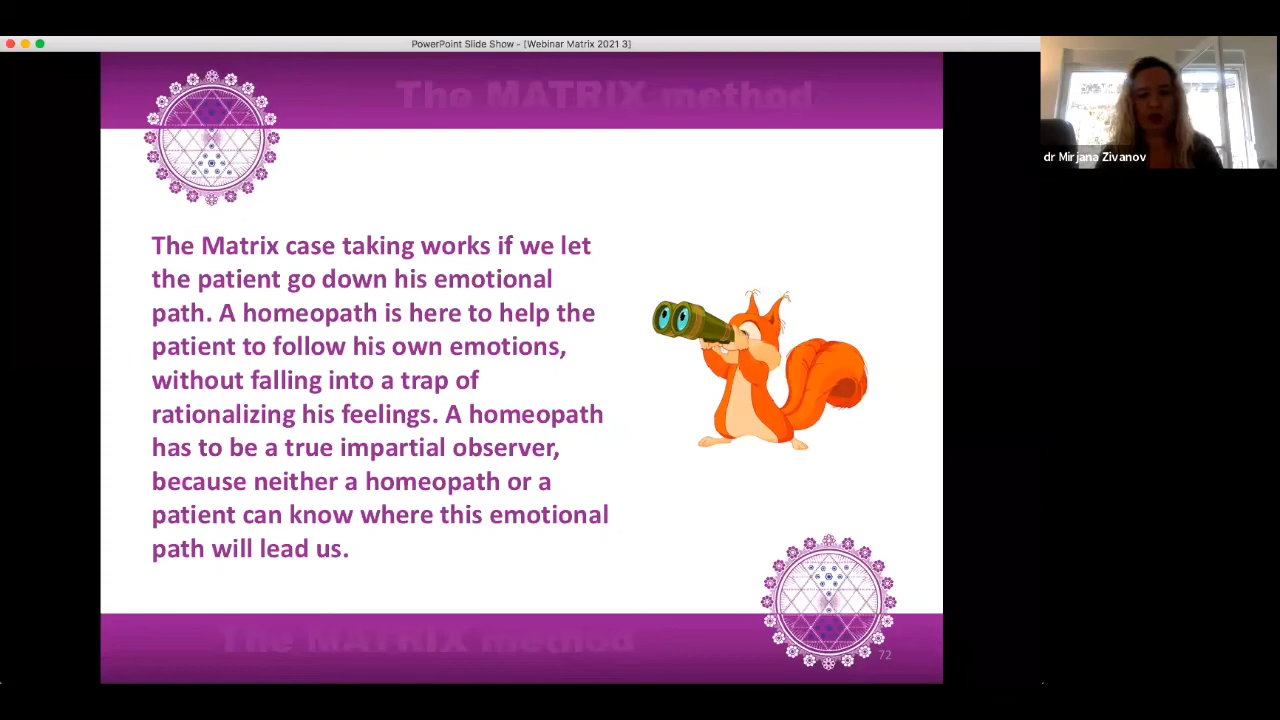 PowerPoint Slide Show - [Webinar Matrix 2021 3]
The MATRIX method
dr Mirjana Zivanov
The Matrix case taking works if we let
the patient go down his emotional
path. A homeopath is here to help the
patient to follow his own emotions,
without falling into a trap of
rationalizing his feelings. A homeopath
has to be a true impartial observer,
because neither a homeopath or a
patient can know where this emotional
path will lead us.
The MATRIX method
72